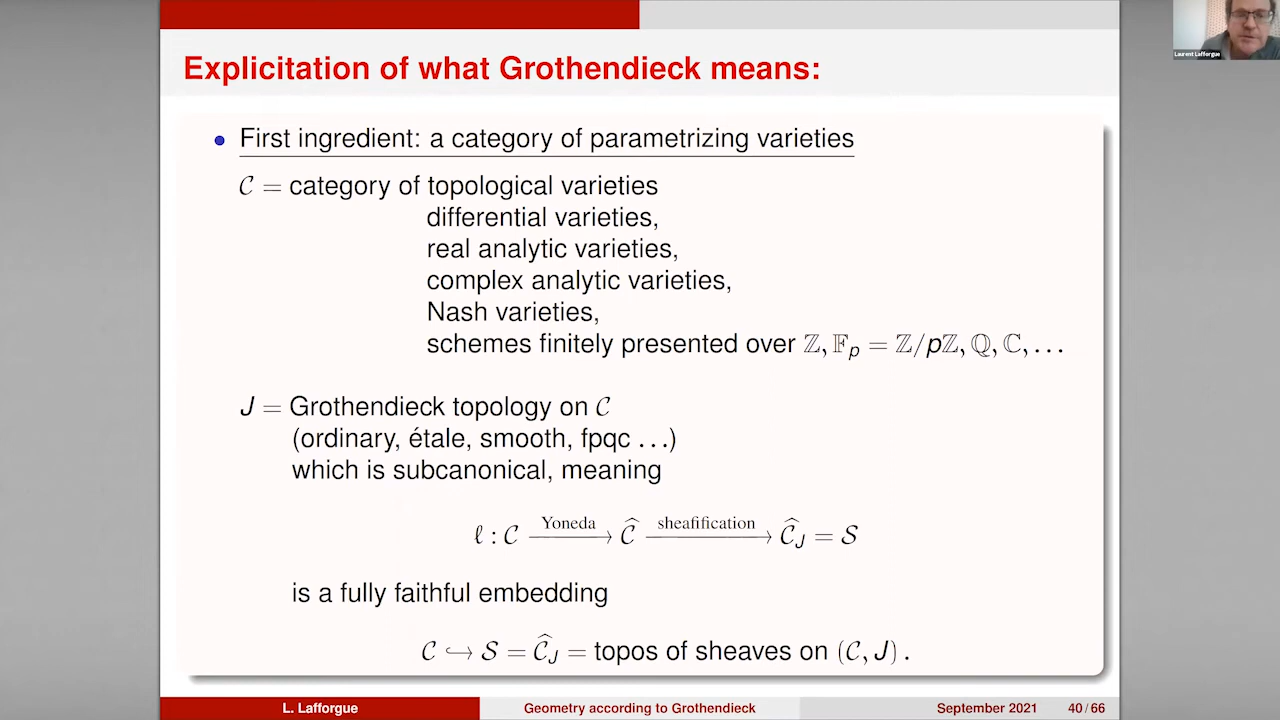 Laurent Lafforgue
Explicitation of what Grothendieck means:
• First ingredient: a category of parametrizing varieties
𝒞 = category of topological varieties
differential varieties,
real analytic varieties,
complex analytic varieties,
Nash varieties,
schemes finitely presented over ℤ, 𝔽ₚ = ℤ/pℤ, ℚ, ℂ, ...
J = Grothendieck topology on 𝒞
(ordinary, étale, smooth, fpqc ...)
which is subcanonical, meaning
ℓ : 𝒞 —Yoneda→ 𝒞̂ —sheafification→ 𝒞̂_J = 𝒮
is a fully faithful embedding
𝒞 ↪ 𝒮 = 𝒞̂_J = topos of sheaves on (𝒞, J) .
L. Lafforgue Geometry according to Grothendieck September 2021 40 / 66